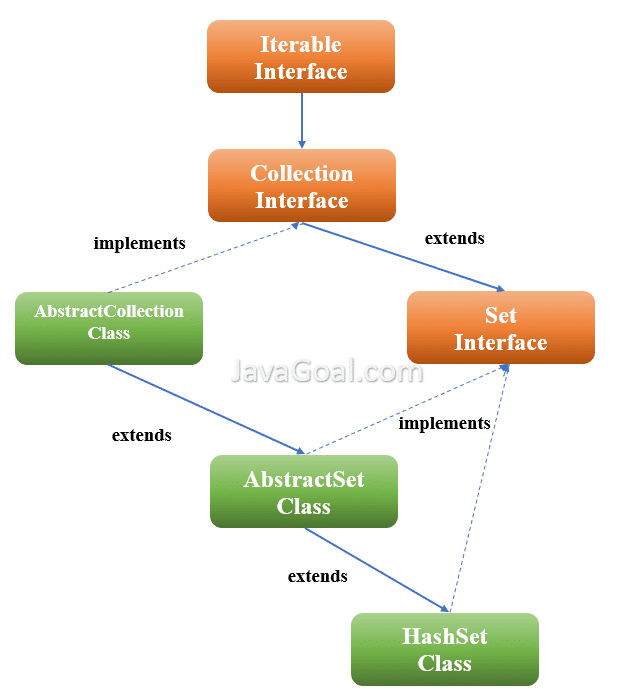 Iterable
Interface
Collection
Interface
implements
extends
AbstractCollection
Class
Set
Interface
JavaGoal.com
extends
implements
AbstractSet
Class
extends
HashSet
Class